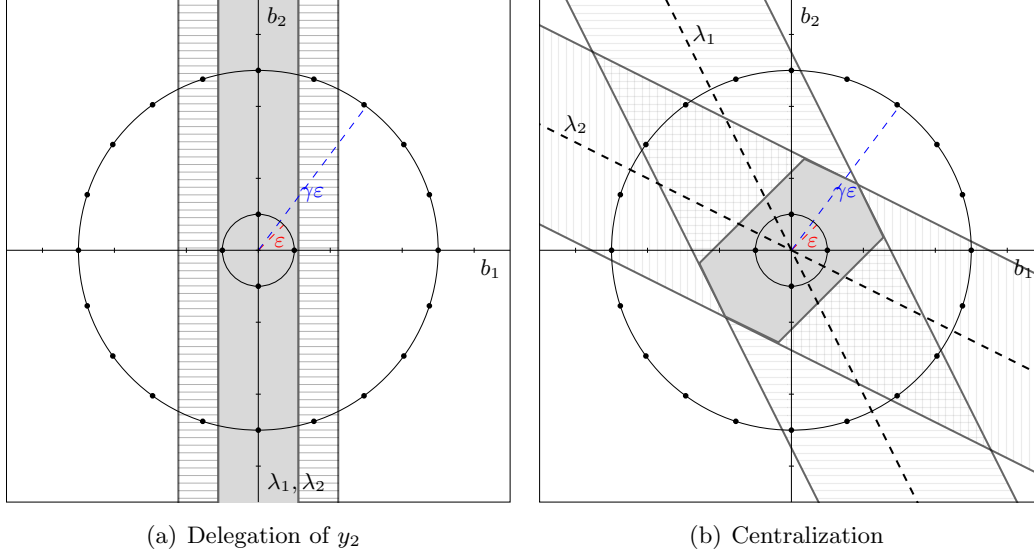 b₂
γε
ε
b₁
λ₁, λ₂
(a) Delegation of y₂
b₂
λ₁
λ₂
γε
ε
b₁
(b) Centralization